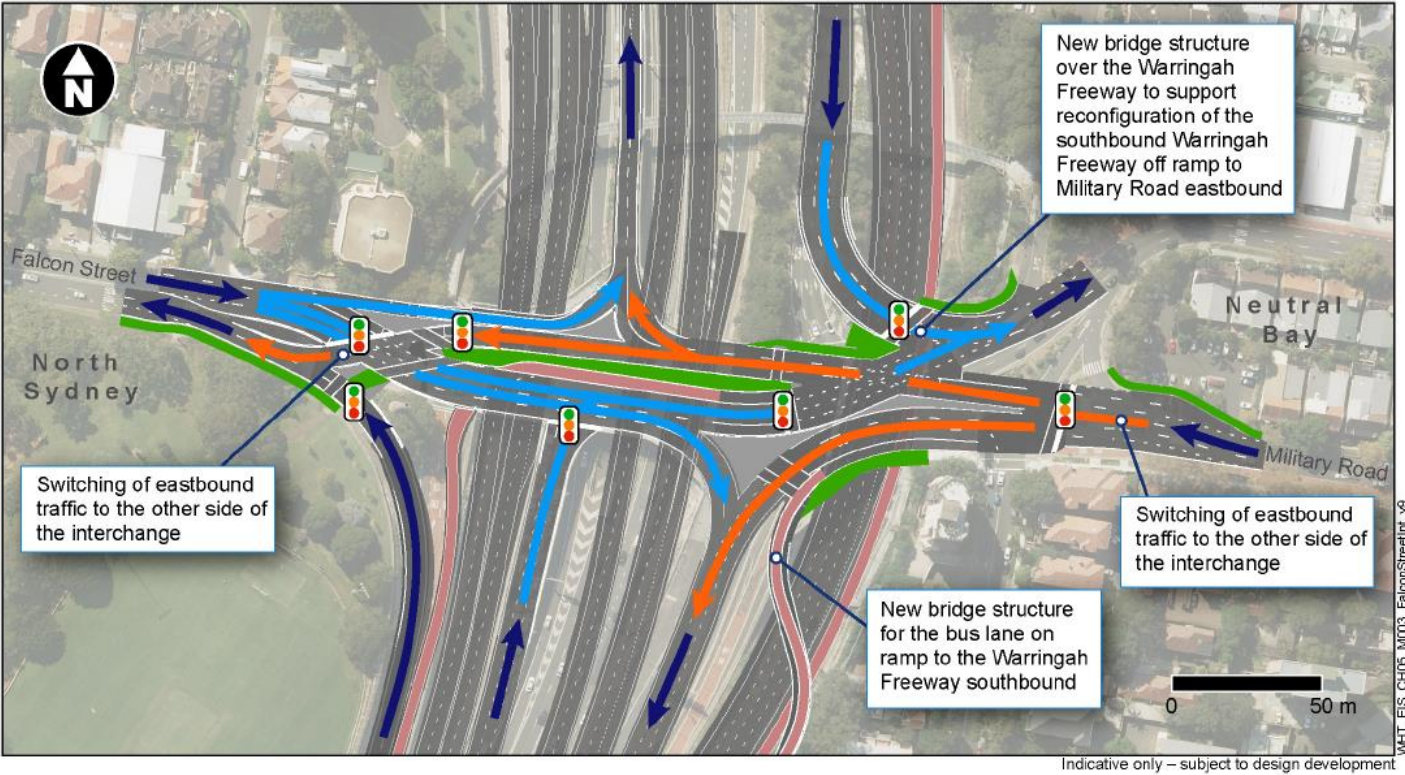 N
New bridge structure
over the Warringah
Freeway to support
reconfiguration of the
southbound Warringah
Freeway off ramp to
Military Road eastbound
Falcon Street
North
Sydney
Neutral
Bay
Military Road
Switching of eastbound
traffic to the other side of
the interchange
Switching of eastbound
traffic to the other side of
the interchange
New bridge structure
for the bus lane on
ramp to the Warringah
Freeway southbound
0 50 m
WHT_EIS_CH05_M003_FalconStreetInt_v9
Indicative only – subject to design development